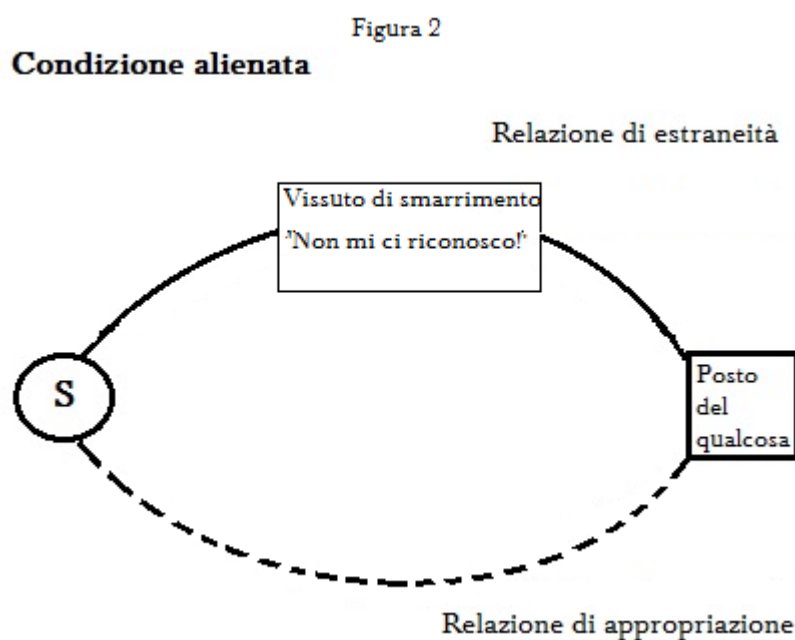 Figura 2
Condizione alienata
Relazione di estraneità
Vissuto di smarrimento
"Non mi ci riconosco!"
S
Posto
del
qualcosa
Relazione di appropriazione